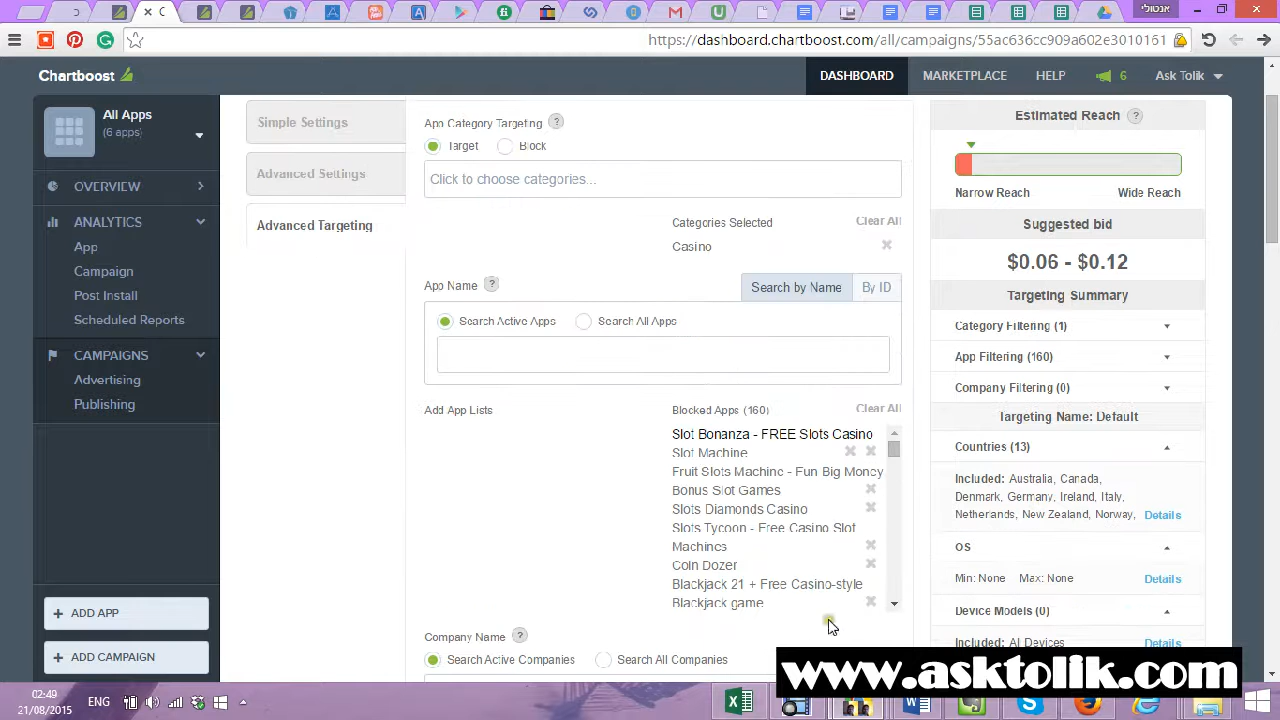 https://dashboard.chartboost.com/all/campaigns/55ac636cc909a602e3010161
Chartboost
DASHBOARD
MARKETPLACE
HELP
6
Ask Tolik
All Apps
(6 apps)
OVERVIEW
ANALYTICS
App
Campaign
Post Install
Scheduled Reports
CAMPAIGNS
Advertising
Publishing
+ ADD APP
+ ADD CAMPAIGN
Simple Settings
Advanced Settings
Advanced Targeting
App Category Targeting ?
Target Block
Click to choose categories...
Categories Selected Clear All
Casino
App Name ?
Search by Name By ID
Search Active Apps Search All Apps
Add App Lists
Blocked Apps (160) Clear All
Slot Bonanza - FREE Slots Casino
Slot Machine
Fruit Slots Machine - Fun Big Money
Bonus Slot Games
Slots Diamonds Casino
Slots Tycoon - Free Casino Slot
Machines
Coin Dozer
Blackjack 21 + Free Casino-style
Blackjack game
Company Name ?
Search Active Companies Search All Companies
Estimated Reach ?
Narrow Reach Wide Reach
Suggested bid
$0.06 - $0.12
Targeting Summary
Category Filtering (1)
App Filtering (160)
Company Filtering (0)
Targeting Name: Default
Countries (13)
Included: Australia, Canada,
Denmark, Germany, Ireland, Italy,
Netherlands, New Zealand, Norway, Details
OS
Min: None Max: None Details
Device Models (0)
Included: All Devices Details
www.asktolik.com
02:49
21/08/2015
ENG